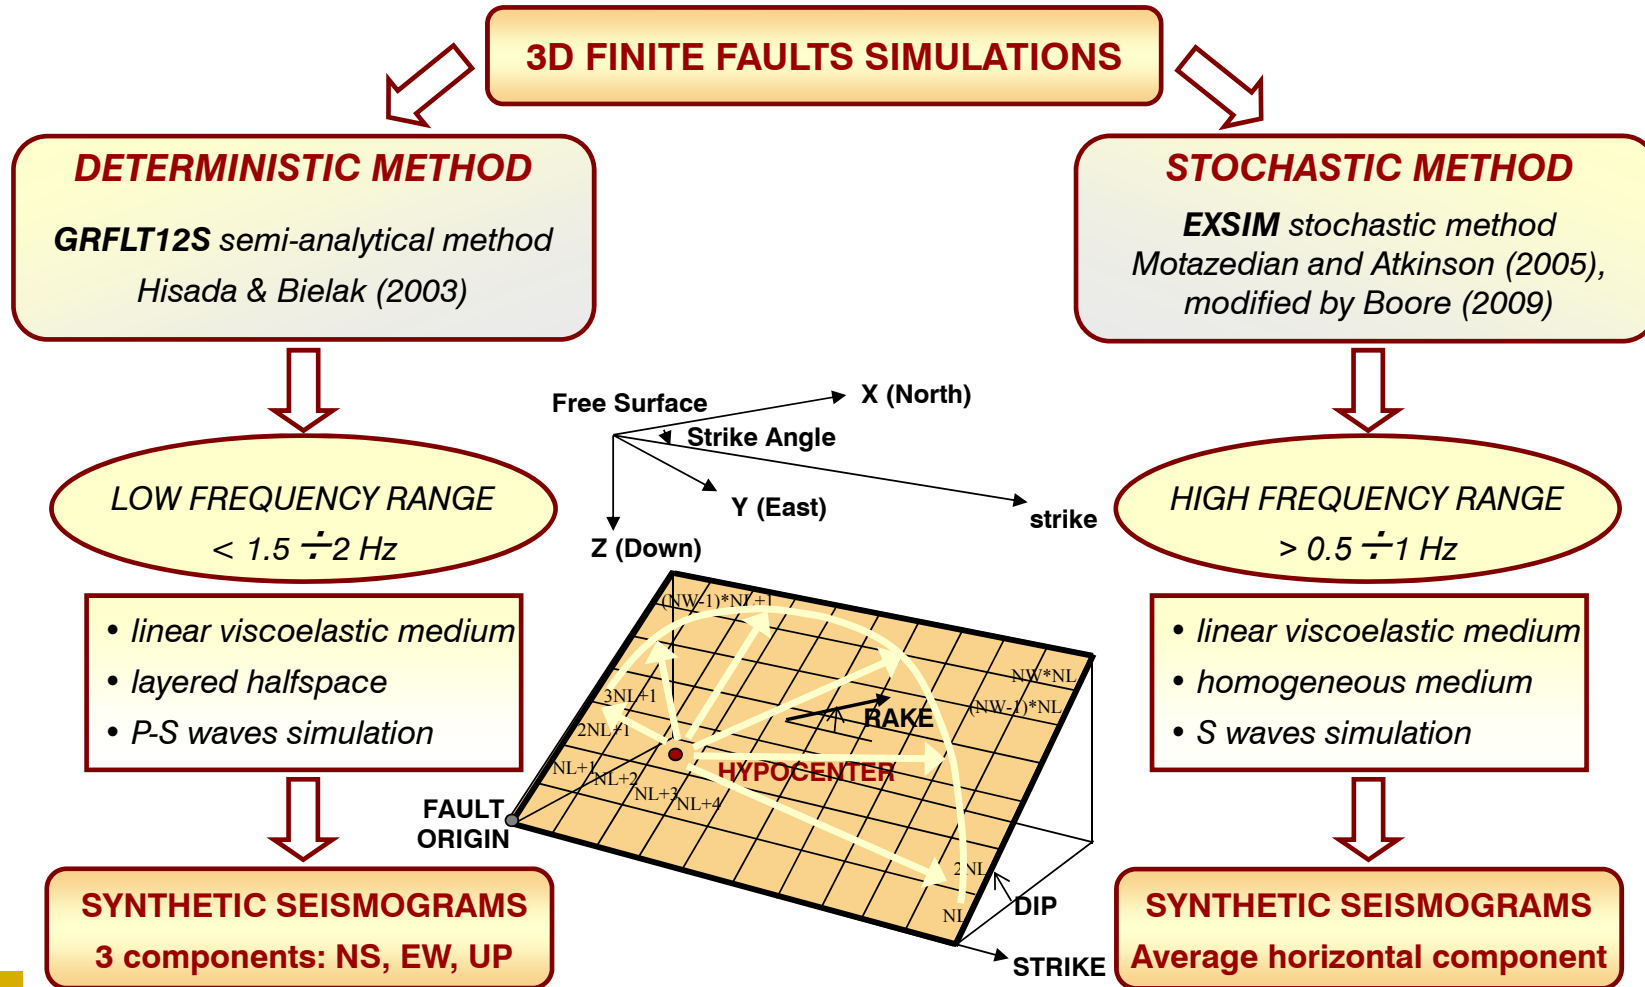 3D FINITE FAULTS SIMULATIONS
DETERMINISTIC METHOD
GRFLT12S semi-analytical method
Hisada & Bielak (2003)
LOW FREQUENCY RANGE
< 1.5 ÷2 Hz
• linear viscoelastic medium
• layered halfspace
• P-S waves simulation
SYNTHETIC SEISMOGRAMS
3 components: NS, EW, UP
Free Surface
X (North)
Strike Angle
Y (East)
strike
Z (Down)
(NW-1)*NL+1
NW*NL
3NL+1
(NW-1)*NL
RAKE
2NL+1
HYPOCENTER
NL+1
NL+2
NL+3
NL+4
FAULT
ORIGIN
2NL
NL
DIP
STRIKE
STOCHASTIC METHOD
EXSIM stochastic method
Motazedian and Atkinson (2005),
modified by Boore (2009)
HIGH FREQUENCY RANGE
> 0.5 ÷1 Hz
• linear viscoelastic medium
• homogeneous medium
• S waves simulation
SYNTHETIC SEISMOGRAMS
Average horizontal component